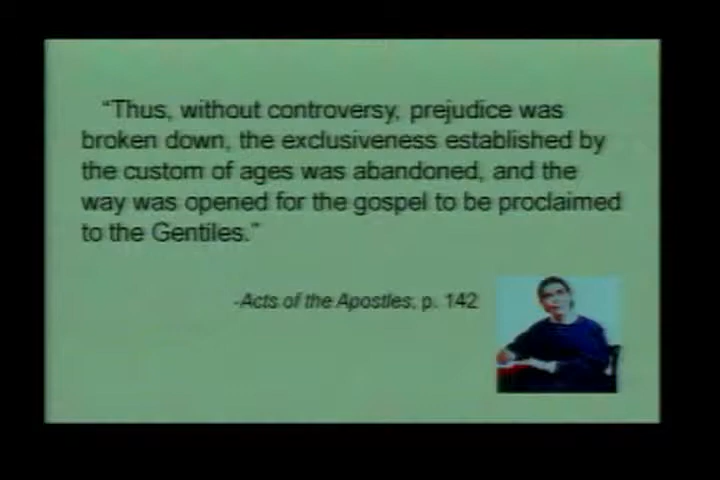 “Thus, without controversy, prejudice was
broken down, the exclusiveness established by
the custom of ages was abandoned, and the
way was opened for the gospel to be proclaimed
to the Gentiles.”
-Acts of the Apostles, p. 142